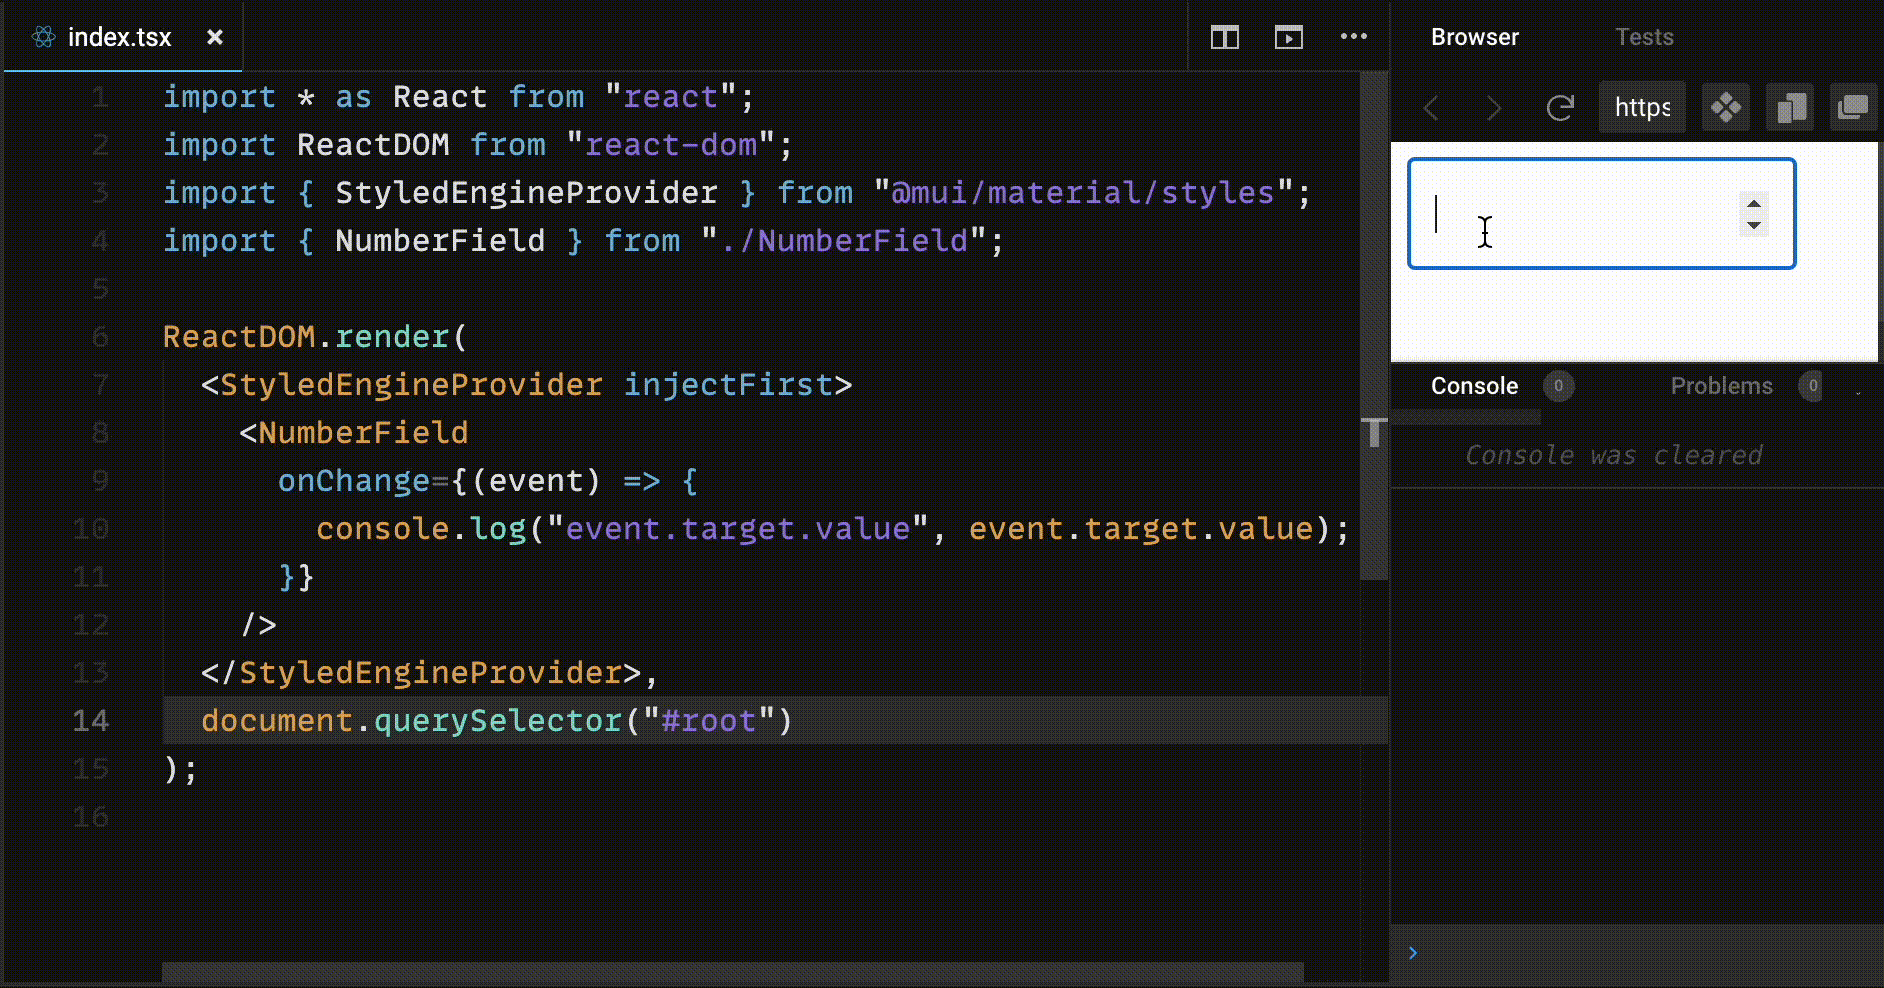 index.tsx ×
1 import * as React from "react";
2 import ReactDOM from "react-dom";
3 import { StyledEngineProvider } from "@mui/material/styles";
4 import { NumberField } from "./NumberField";
5
6 ReactDOM.render(
7   <StyledEngineProvider injectFirst>
8     <NumberField
9       onChange={(event) => {
10         console.log("event.target.value", event.target.value);
11       }}
12     />
13   </StyledEngineProvider>,
14   document.querySelector("#root")
15 );
16
Browser Tests
https
Console 0 Problems 0
Console was cleared
›